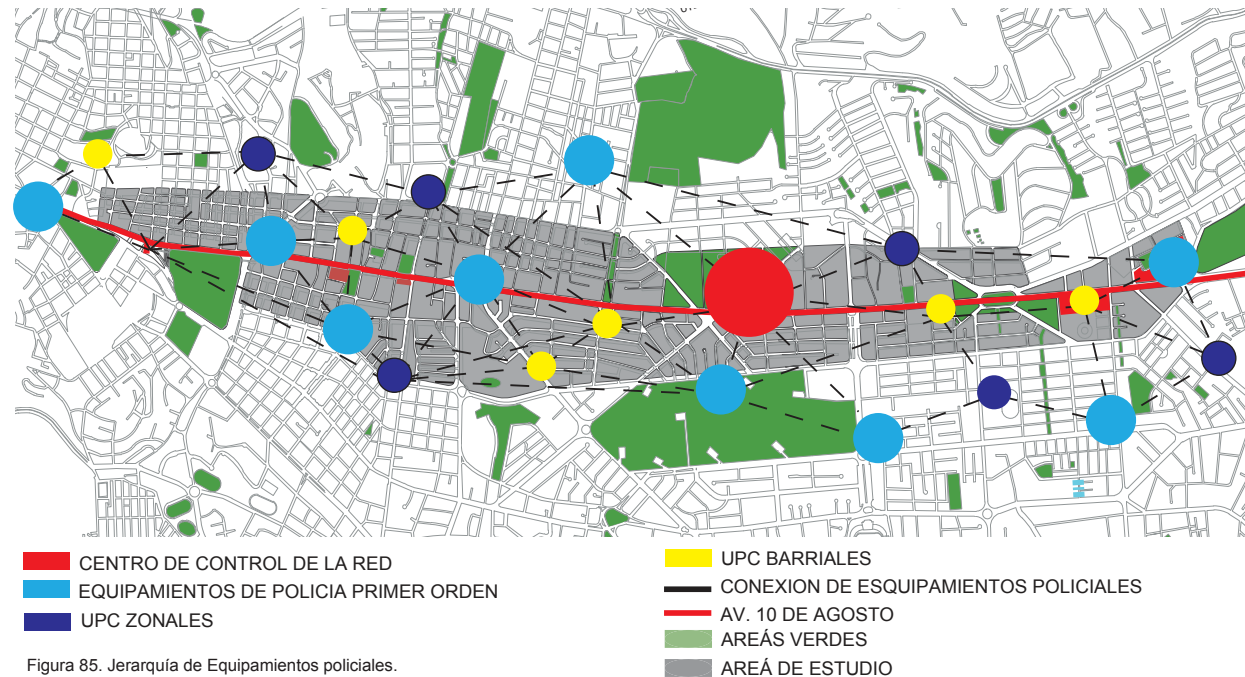 CENTRO DE CONTROL DE LA RED
EQUIPAMIENTOS DE POLICIA PRIMER ORDEN
UPC ZONALES
UPC BARRIALES
CONEXION DE ESQUIPAMIENTOS POLICIALES
AV. 10 DE AGOSTO
AREÁS VERDES
AREÁ DE ESTUDIO
Figura 85. Jerarquía de Equipamientos policiales.